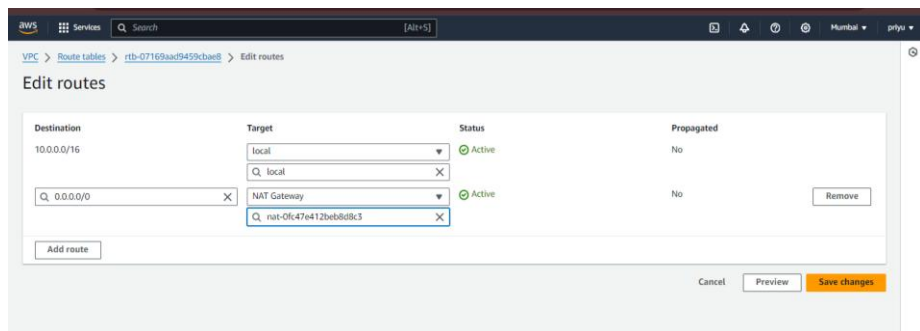 aws Services Search [Alt+S] Mumbai priyu
VPC > Route tables > rtb-07169aad9459cbae8 > Edit routes
Edit routes
Destination Target Status Propagated
10.0.0.0/16 local Active No
local
0.0.0.0/0 NAT Gateway Active No Remove
nat-0fc47e412beb8d8c3
Add route
Cancel Preview Save changes